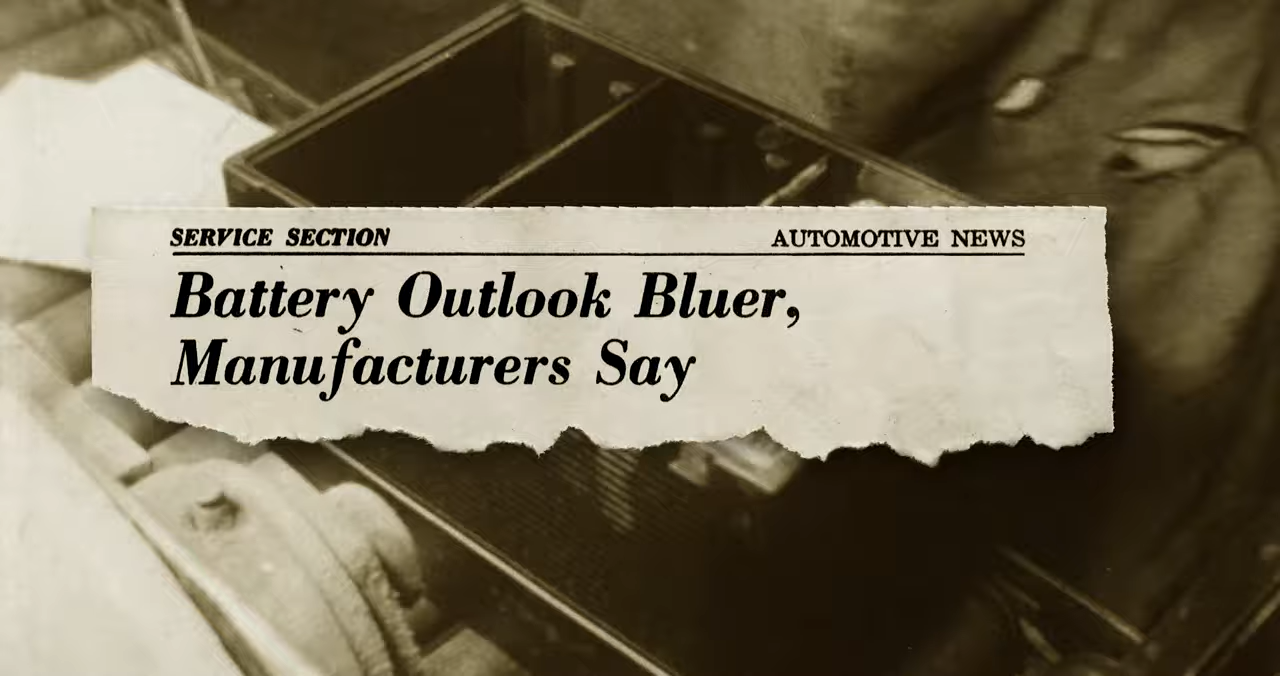 SERVICE SECTION AUTOMOTIVE NEWS
Battery Outlook Bluer,
Manufacturers Say